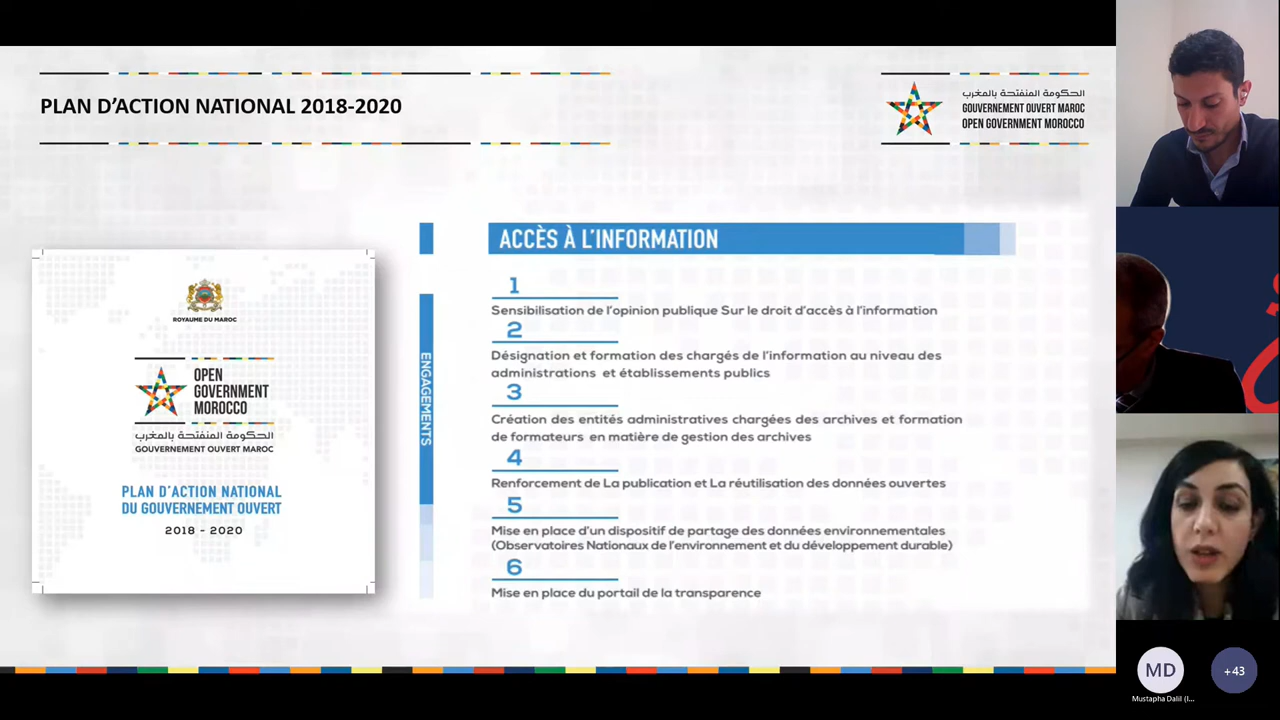 PLAN D'ACTION NATIONAL 2018-2020
الحكومة المنفتحة بالمغرب
GOUVERNEMENT OUVERT MAROC
OPEN GOVERNMENT MOROCCO
ROYAUME DU MAROC
OPEN
GOVERNMENT
MOROCCO
الحكومة المنفتحة بالمغرب
GOUVERNEMENT OUVERT MAROC
PLAN D'ACTION NATIONAL
DU GOUVERNEMENT OUVERT
2018 - 2020
ENGAGEMENTS
ACCÈS À L'INFORMATION
1
Sensibilisation de l'opinion publique Sur le droit d'accès à l'information
2
Désignation et formation des chargés de l'information au niveau des
administrations et établissements publics
3
Création des entités administratives chargées des archives et formation
de formateurs en matière de gestion des archives
4
Renforcement de La publication et La réutilisation des données ouvertes
5
Mise en place d'un dispositif de partage des données environnementales
(Observatoires Nationaux de l'environnement et du développement durable)
6
Mise en place du portail de la transparence
MD
+43
Mustapha Dalil (I...